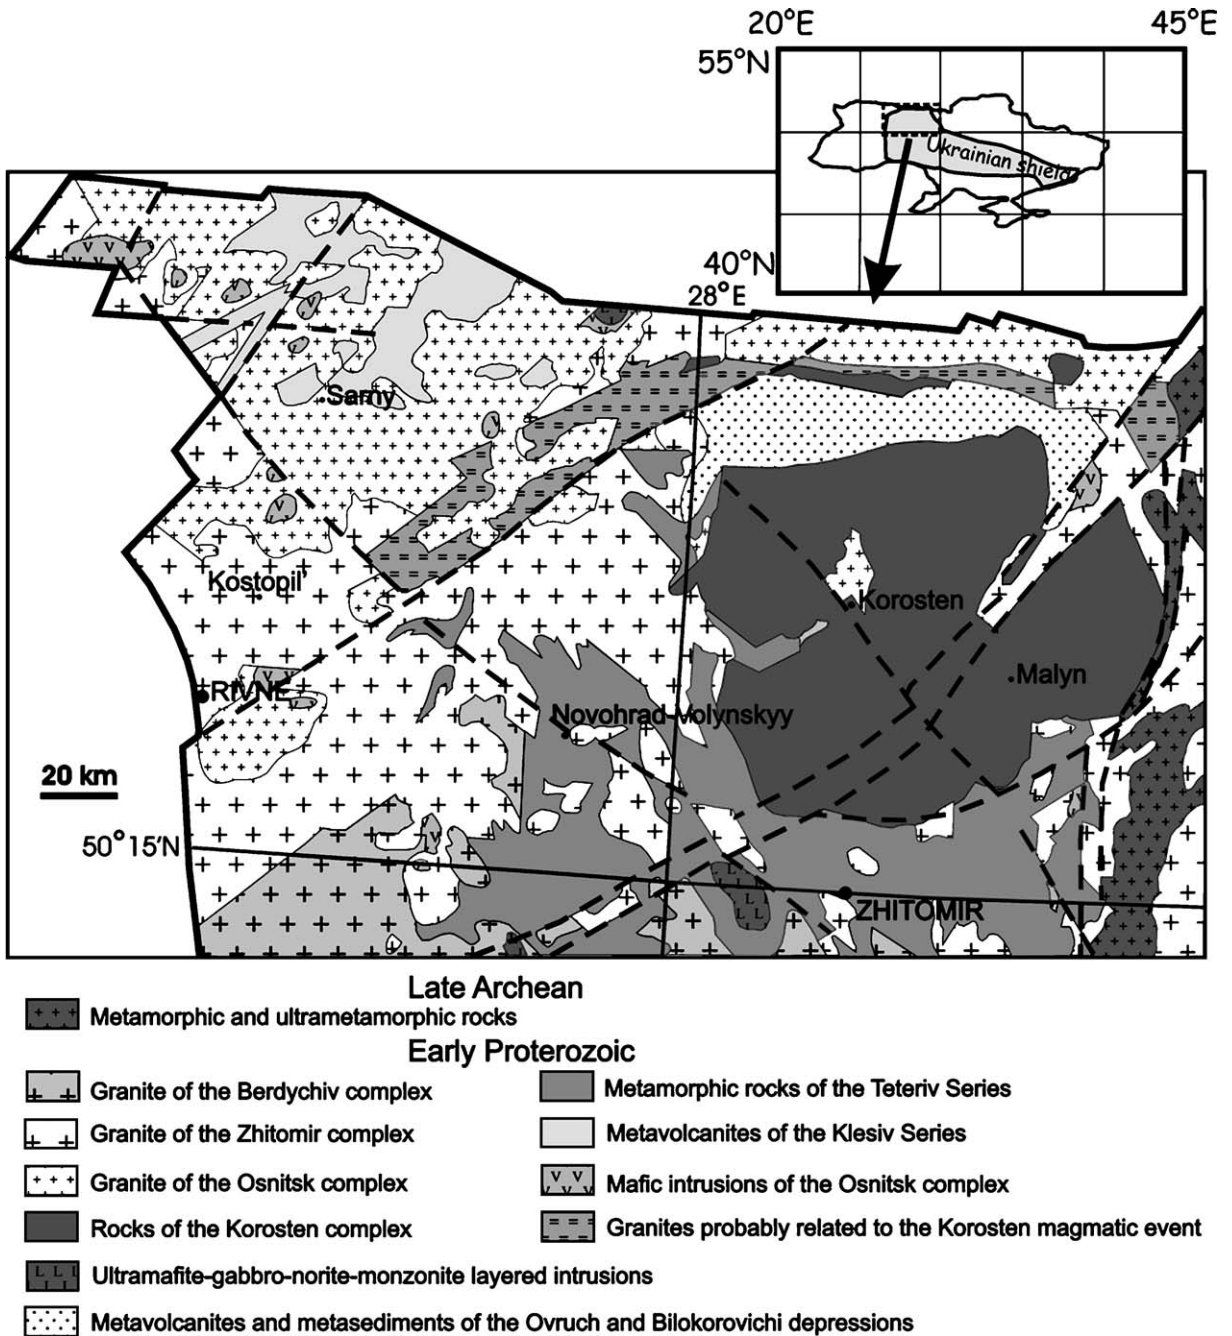 20°E 45°E
55°N
Ukrainian shield
40°N
28°E
Sarny
Kostopil'
Korosten
Malyn
RIVNE
Novohrad-Volynskyy
20 km
50°15'N
ZHITOMIR
Late Archean
Metamorphic and ultrametamorphic rocks
Early Proterozoic
Granite of the Berdychiv complex
Metamorphic rocks of the Teteriv Series
Granite of the Zhitomir complex
Metavolcanites of the Klesiv Series
Granite of the Osnitsk complex
Mafic intrusions of the Osnitsk complex
Rocks of the Korosten complex
Granites probably related to the Korosten magmatic event
Ultramafite-gabbro-norite-monzonite layered intrusions
Metavolcanites and metasediments of the Ovruch and Bilokorovichi depressions